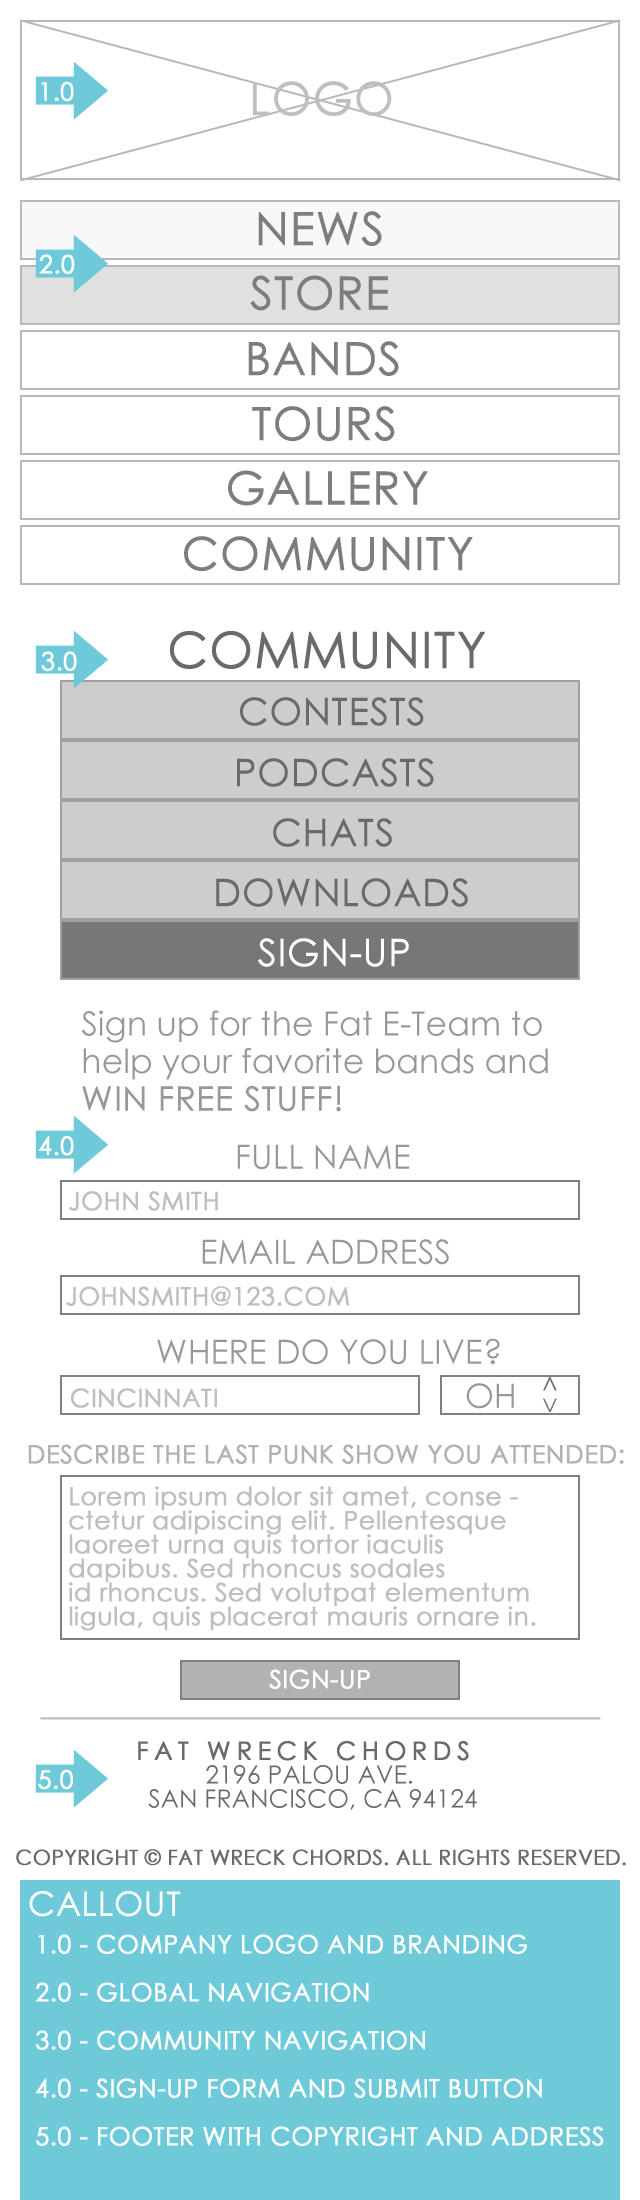 LOGO
1.0
NEWS
2.0
STORE
BANDS
TOURS
GALLERY
COMMUNITY
COMMUNITY
3.0
CONTESTS
PODCASTS
CHATS
DOWNLOADS
SIGN-UP
Sign up for the Fat E-Team to
help your favorite bands and
WIN FREE STUFF!
4.0
FULL NAME
JOHN SMITH
EMAIL ADDRESS
JOHNSMITH@123.COM
WHERE DO YOU LIVE?
CINCINNATI OH
DESCRIBE THE LAST PUNK SHOW YOU ATTENDED:
Lorem ipsum dolor sit amet, conse -
ctetur adipiscing elit. Pellentesque
laoreet urna quis tortor iaculis
dapibus. Sed rhoncus sodales
id rhoncus. Sed volutpat elementum
ligula, quis placerat mauris ornare in.
SIGN-UP
FAT WRECK CHORDS
5.0
2196 PALOU AVE.
SAN FRANCISCO, CA 94124
COPYRIGHT © FAT WRECK CHORDS. ALL RIGHTS RESERVED.
CALLOUT
1.0 - COMPANY LOGO AND BRANDING
2.0 - GLOBAL NAVIGATION
3.0 - COMMUNITY NAVIGATION
4.0 - SIGN-UP FORM AND SUBMIT BUTTON
5.0 - FOOTER WITH COPYRIGHT AND ADDRESS